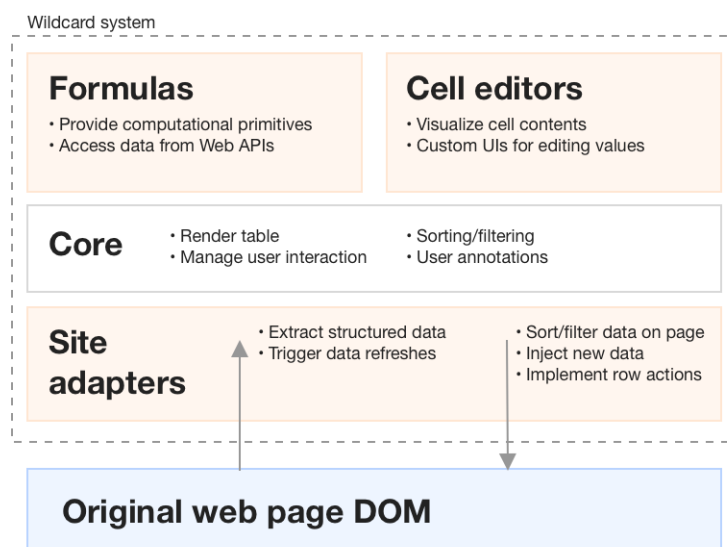 Wildcard system
Formulas
• Provide computational primitives
• Access data from Web APIs
Cell editors
• Visualize cell contents
• Custom UIs for editing values
Core
• Render table
• Manage user interaction
• Sorting/filtering
• User annotations
Site
adapters
• Extract structured data
• Trigger data refreshes
• Sort/filter data on page
• Inject new data
• Implement row actions
Original web page DOM